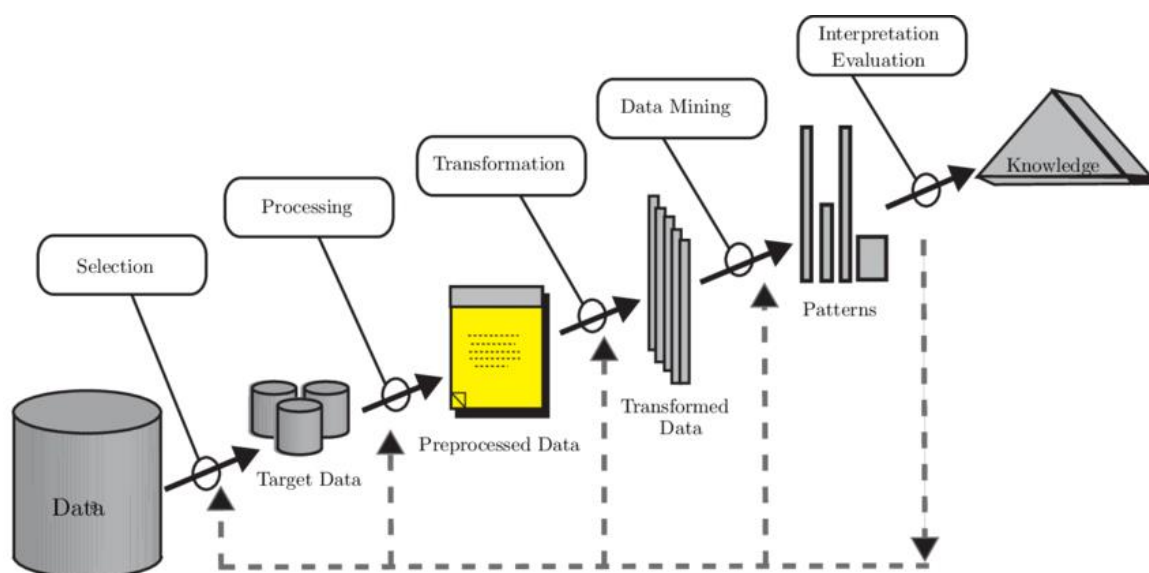 Interpretation
Evaluation
Data Mining
Transformation
Processing
Selection
Knowledge
Patterns
Transformed
Data
Preprocessed Data
Target Data
Data